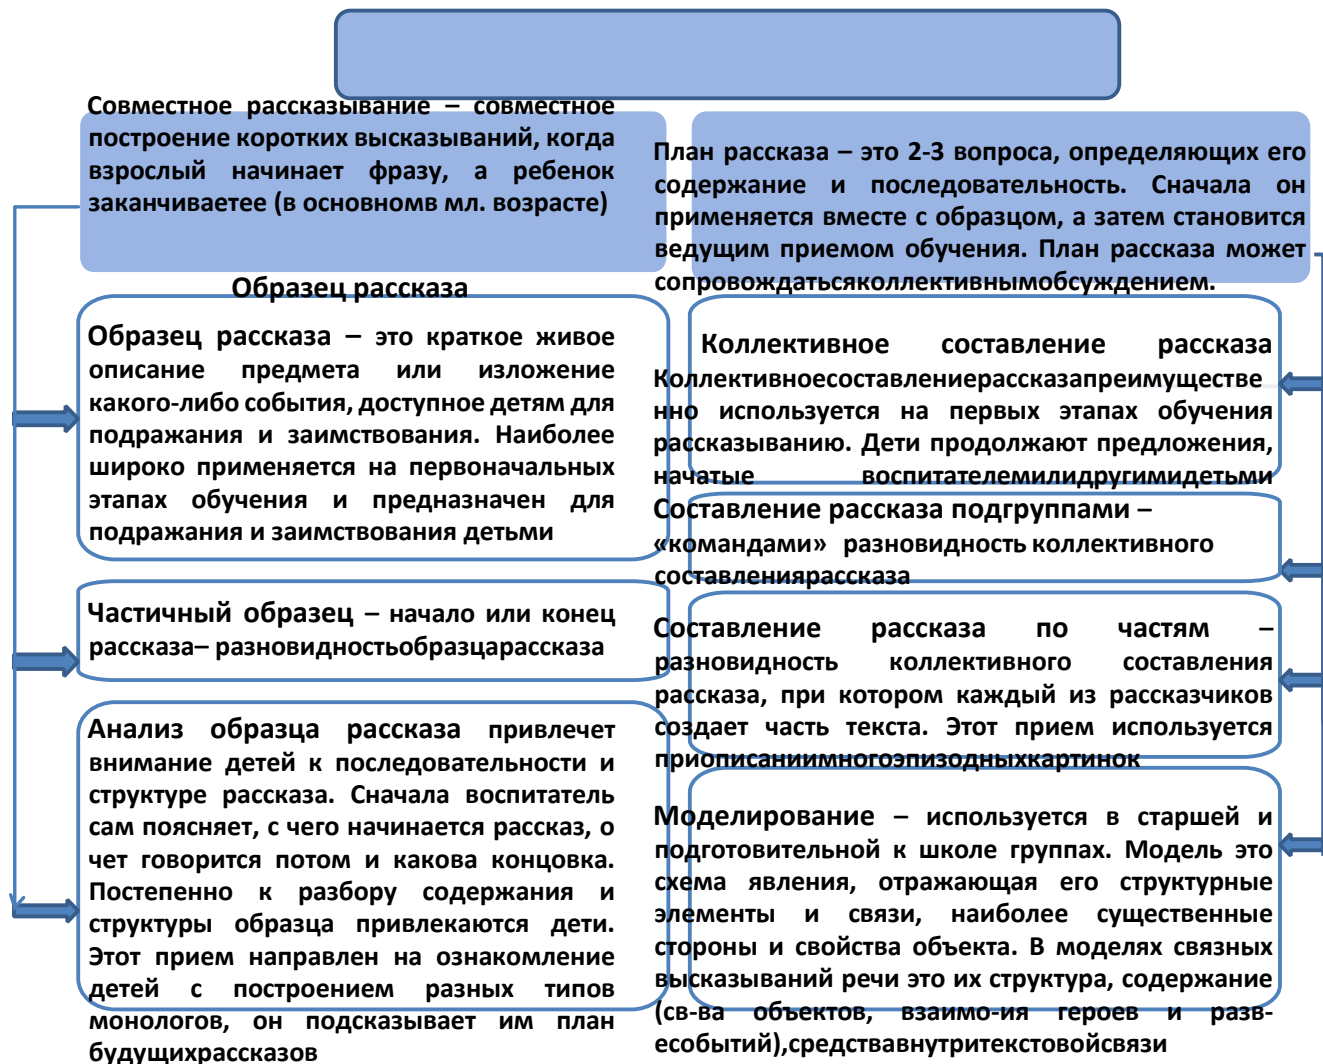 Совместное рассказывание – совместное
построение коротких высказываний, когда
взрослый начинает фразу, а ребенок
заканчиваетее (в основномв мл. возрасте)
Образец рассказа
Образец рассказа – это краткое живое
описание предмета или изложение
какого-либо события, доступное детям для
подражания и заимствования. Наиболее
широко применяется на первоначальных
этапах обучения и предназначен для
подражания и заимствования детьми
Частичный образец – начало или конец
рассказа– разновидностьобразцарассказа
Анализ образца рассказа привлечет
внимание детей к последовательности и
структуре рассказа. Сначала воспитатель
сам поясняет, с чего начинается рассказ, о
чет говорится потом и какова концовка.
Постепенно к разбору содержания и
структуры образца привлекаются дети.
Этот прием направлен на ознакомление
детей с построением разных типов
монологов, он подсказывает им план
будущихрассказов
План рассказа – это 2-3 вопроса, определяющих его
содержание и последовательность. Сначала он
применяется вместе с образцом, а затем становится
ведущим приемом обучения. План рассказа может
сопровождатьсяколлективнымобсуждением.
Коллективное составление рассказа
Коллективноесоставлениерассказапреимуществе
нно используется на первых этапах обучения
рассказыванию. Дети продолжают предложения,
начатые воспитателемилидругимидетьми
Составление рассказа подгруппами –
«командами» разновидность коллективного
составлениярассказа
Составление рассказа по частям –
разновидность коллективного составления
рассказа, при котором каждый из рассказчиков
создает часть текста. Этот прием используется
приописаниимногоэпизодныхкартинок
Моделирование – используется в старшей и
подготовительной к школе группах. Модель это
схема явления, отражающая его структурные
элементы и связи, наиболее существенные
стороны и свойства объекта. В моделях связных
высказываний речи это их структура, содержание
(св-ва объектов, взаимо-ия героев и разв-
есобытий),средствавнутритекстовойсвязи